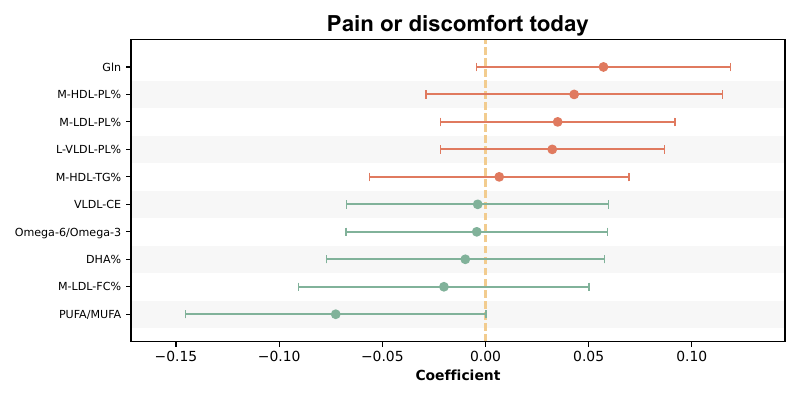 Pain or discomfort today
Gln
M-HDL-PL%
M-LDL-PL%
L-VLDL-PL%
M-HDL-TG%
VLDL-CE
Omega-6/Omega-3
DHA%
M-LDL-FC%
PUFA/MUFA
−0.15 −0.10 −0.05 0.00 0.05 0.10
Coefficient